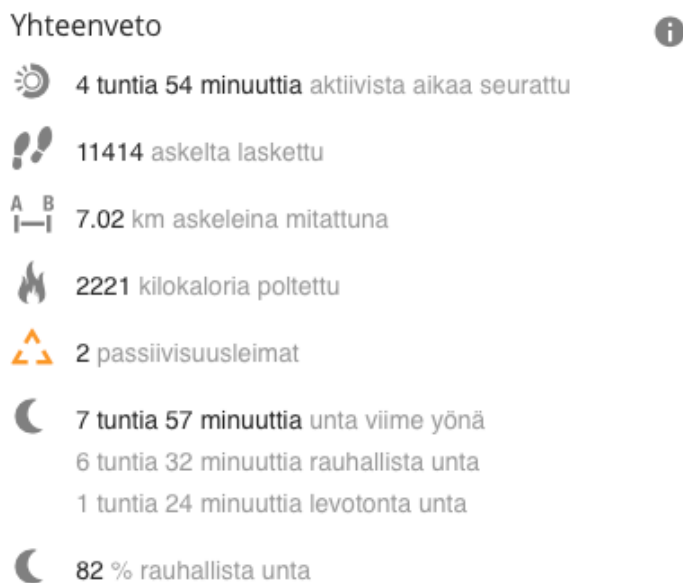 Yhteenveto
4 tuntia 54 minuuttia aktiivista aikaa seurattu
11414 askelta laskettu
A B
7.02 km askeleina mitattuna
2221 kilokaloria poltettu
2 passiivisuusleimat
7 tuntia 57 minuuttia unta viime yönä
6 tuntia 32 minuuttia rauhallista unta
1 tuntia 24 minuuttia levotonta unta
82 % rauhallista unta